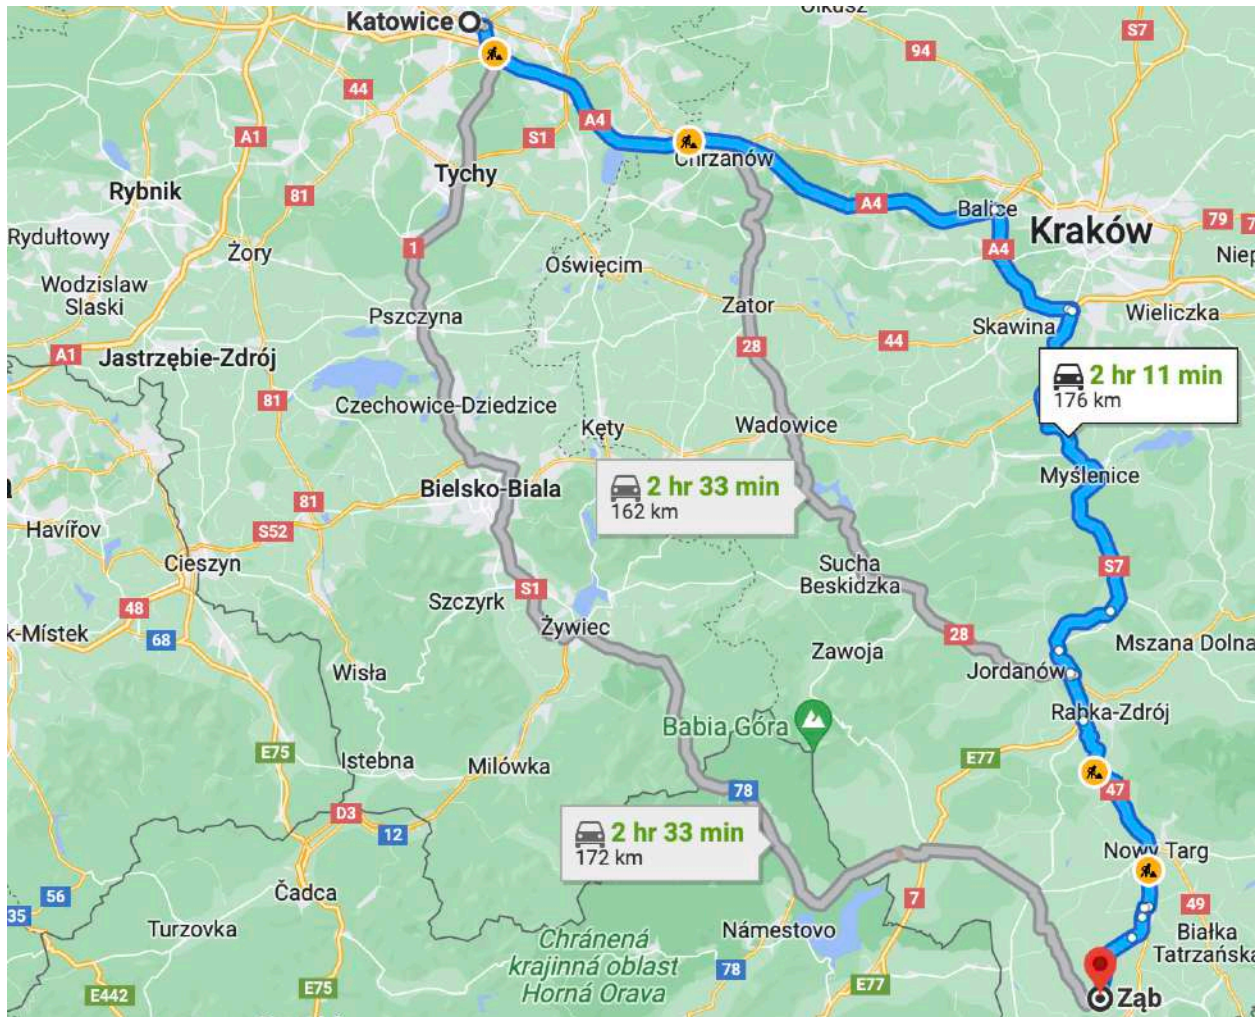 Olkusz
Katowice
S7
94
44
A4
S1
A1
Chrzanów
Tychy
Rybnik
81
A4
Balice
79
7
Kraków
Rydułtowy
1
Żory
A4
Niep
Oświęcim
Wodzislaw
Slaski
Zator
Pszczyna
Skawina
Wieliczka
44
28
A1
Jastrzębie-Zdrój
2 hr 11 min
176 km
81
Czechowice-Dziedzice
Kęty
Wadowice
Myślenice
a
Bielsko-Biala
2 hr 33 min
162 km
81
Havířov
S52
Cieszyn
Sucha
Beskidzka
S7
S1
Szczyrk
48
Żywiec
k-Místek
68
28
Mszana Dolna
Zawoja
Wisła
Jordanów
Rabka-Zdrój
Babia Góra
E75
Istebna
Milówka
E77
78
47
D3
12
2 hr 33 min
172 km
Nowy Targ
Čadca
56
7
49
35
Turzovka
Námestovo
Białka
Tatrzańska
Chránená
krajinná oblast
Horná Orava
78
E442
E75
E77
Ząb